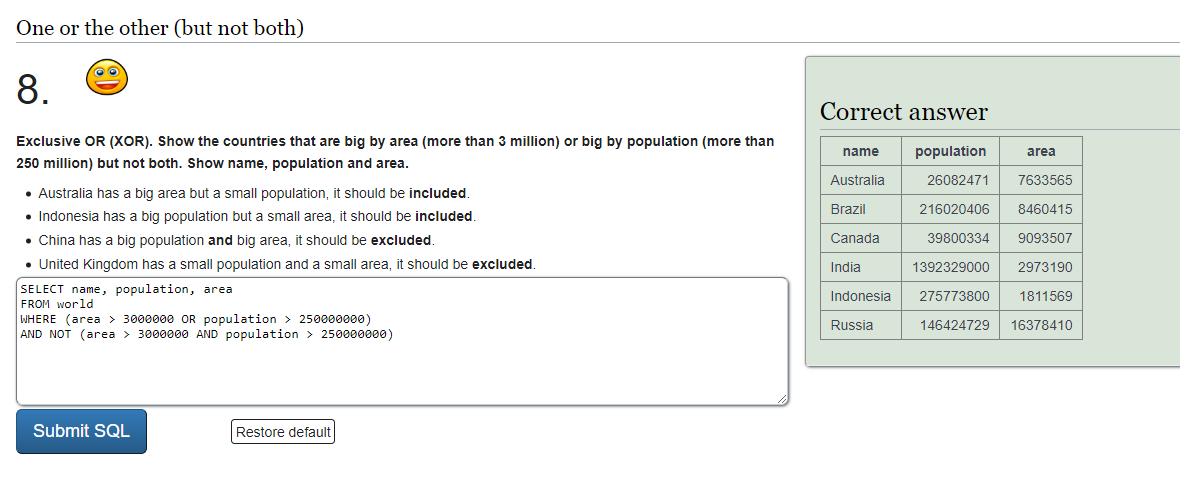 One or the other (but not both)
8.
Exclusive OR (XOR). Show the countries that are big by area (more than 3 million) or big by population (more than
250 million) but not both. Show name, population and area.
• Australia has a big area but a small population, it should be included.
• Indonesia has a big population but a small area, it should be included.
• China has a big population and big area, it should be excluded.
• United Kingdom has a small population and a small area, it should be excluded.
SELECT name, population, area
FROM world
WHERE (area > 3000000 OR population > 250000000)
AND NOT (area > 3000000 AND population > 250000000)
Submit SQL
Restore default
Correct answer
name population area
Australia 26082471 7633565
Brazil 216020406 8460415
Canada 39800334 9093507
India 1392329000 2973190
Indonesia 275773800 1811569
Russia 146424729 16378410